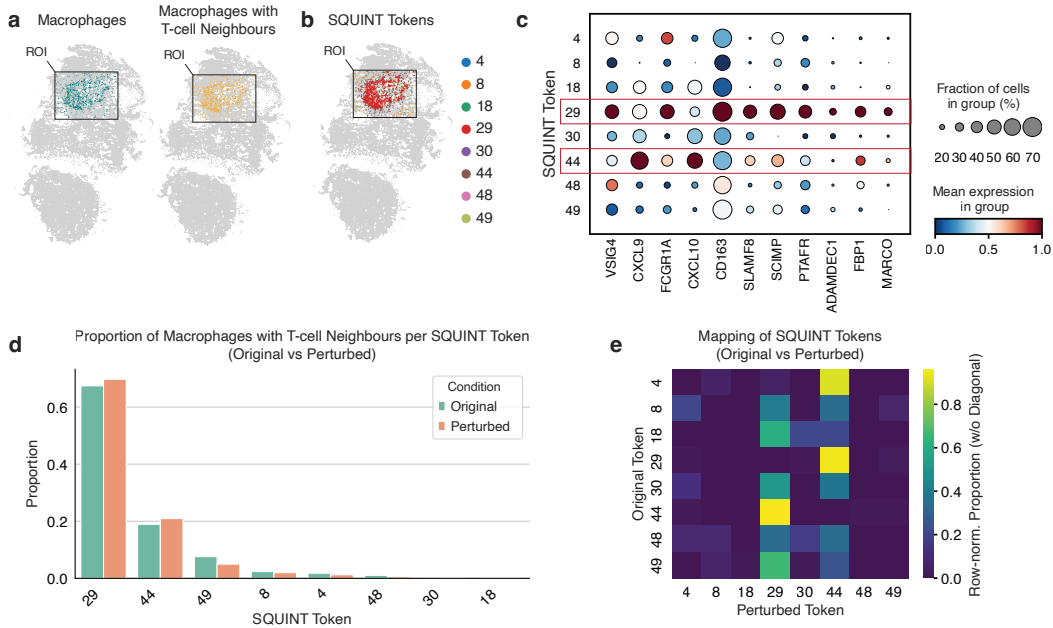 a
Macrophages
Macrophages with
T-cell Neighbours
ROI
ROI
b
SQUINT Tokens
ROI
4
8
18
29
30
44
48
49
c
SQUINT Token
4
8
18
29
30
44
48
49
VSIG4
CXCL9
FCGR1A
CXCL10
CD163
SLAMF8
SCIMP
PTAFR
ADAMDEC1
FBP1
MARCO
Fraction of cells
in group (%)
20 30 40 50 60 70
Mean expression
in group
0.0 0.5 1.0
d
Proportion of Macrophages with T-cell Neighbours per SQUINT Token
(Original vs Perturbed)
Proportion
0.6
0.4
0.2
0.0
Condition
Original
Perturbed
29 44 49 8 4 48 30 18
SQUINT Token
e
Mapping of SQUINT Tokens
(Original vs Perturbed)
Original Token
4
8
18
29
30
44
48
49
4 8 18 29 30 44 48 49
Perturbed Token
0.8
0.6
0.4
0.2
0.0
Row-norm. Proportion (w/o Diagonal)